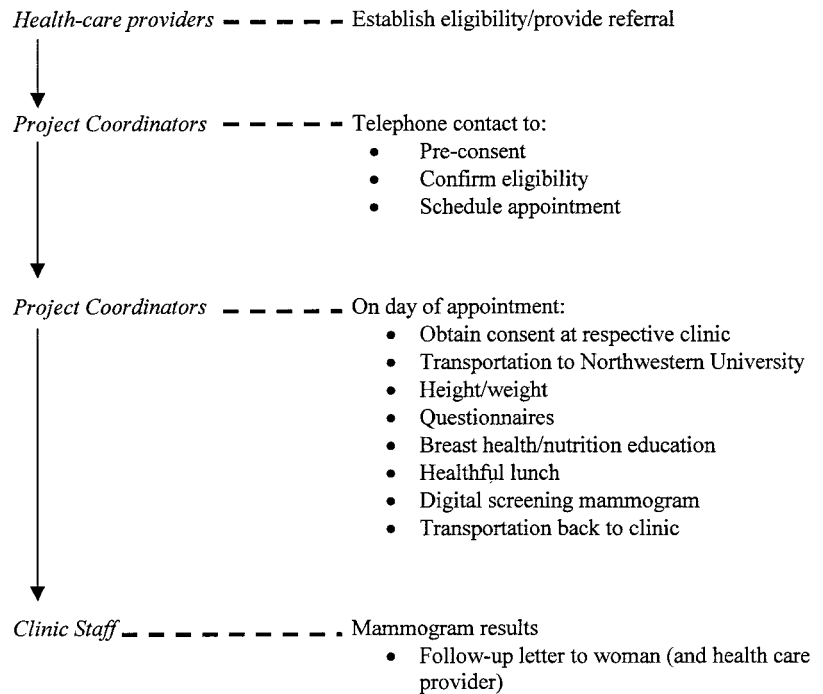 Health-care providers Establish eligibility/provide referral
Project Coordinators Telephone contact to:
• Pre-consent
• Confirm eligibility
• Schedule appointment
Project Coordinators On day of appointment:
• Obtain consent at respective clinic
• Transportation to Northwestern University
• Height/weight
• Questionnaires
• Breast health/nutrition education
• Healthful lunch
• Digital screening mammogram
• Transportation back to clinic
Clinic Staff Mammogram results
• Follow-up letter to woman (and health care
provider)